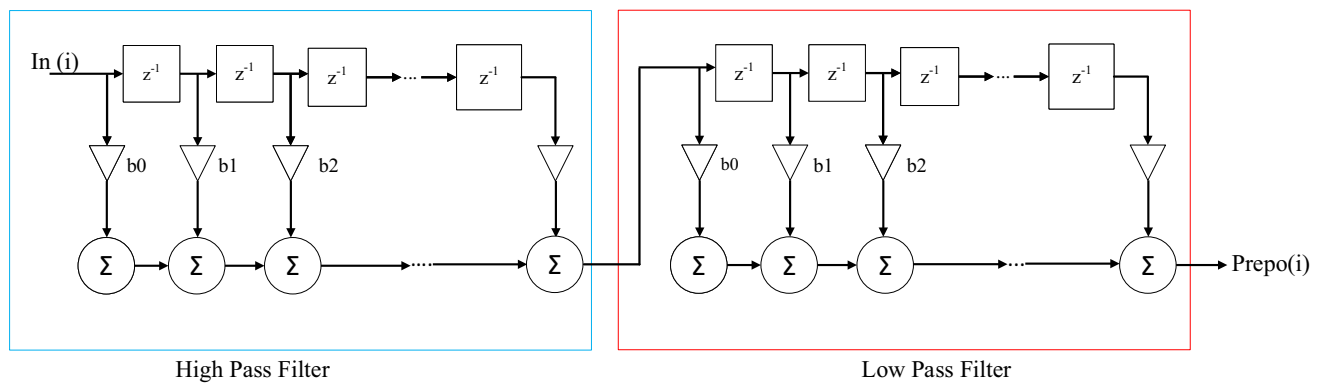 In (i)
z-1 z-1 z-1 ... z-1
b0 b1 b2
Σ Σ Σ ... Σ
High Pass Filter
z-1 z-1 z-1 ... z-1
b0 b1 b2
Σ Σ Σ ... Σ
Prepo(i)
Low Pass Filter